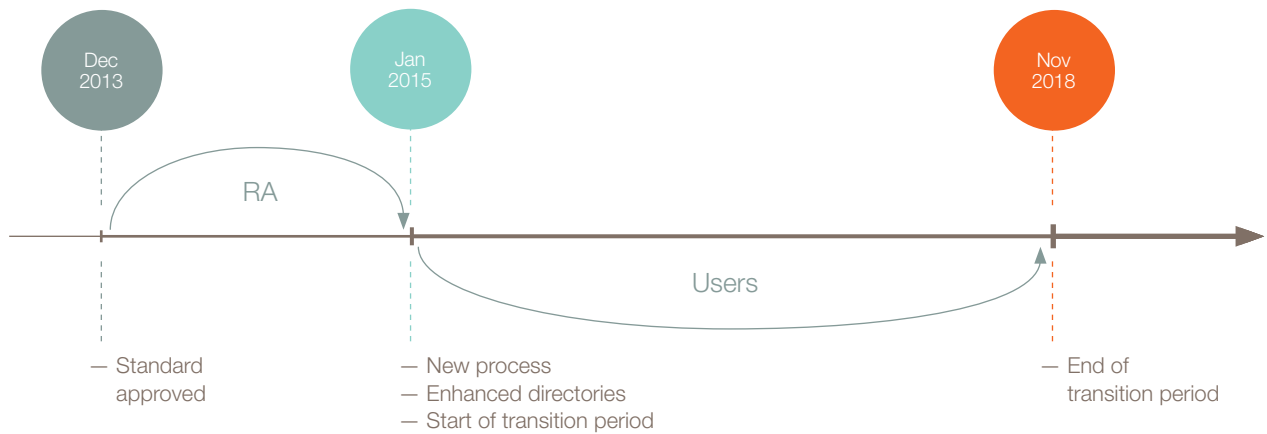 Dec
2013
Jan
2015
Nov
2018
RA
Users
— Standard
approved
— New process
— Enhanced directories
— Start of transition period
— End of
transition period